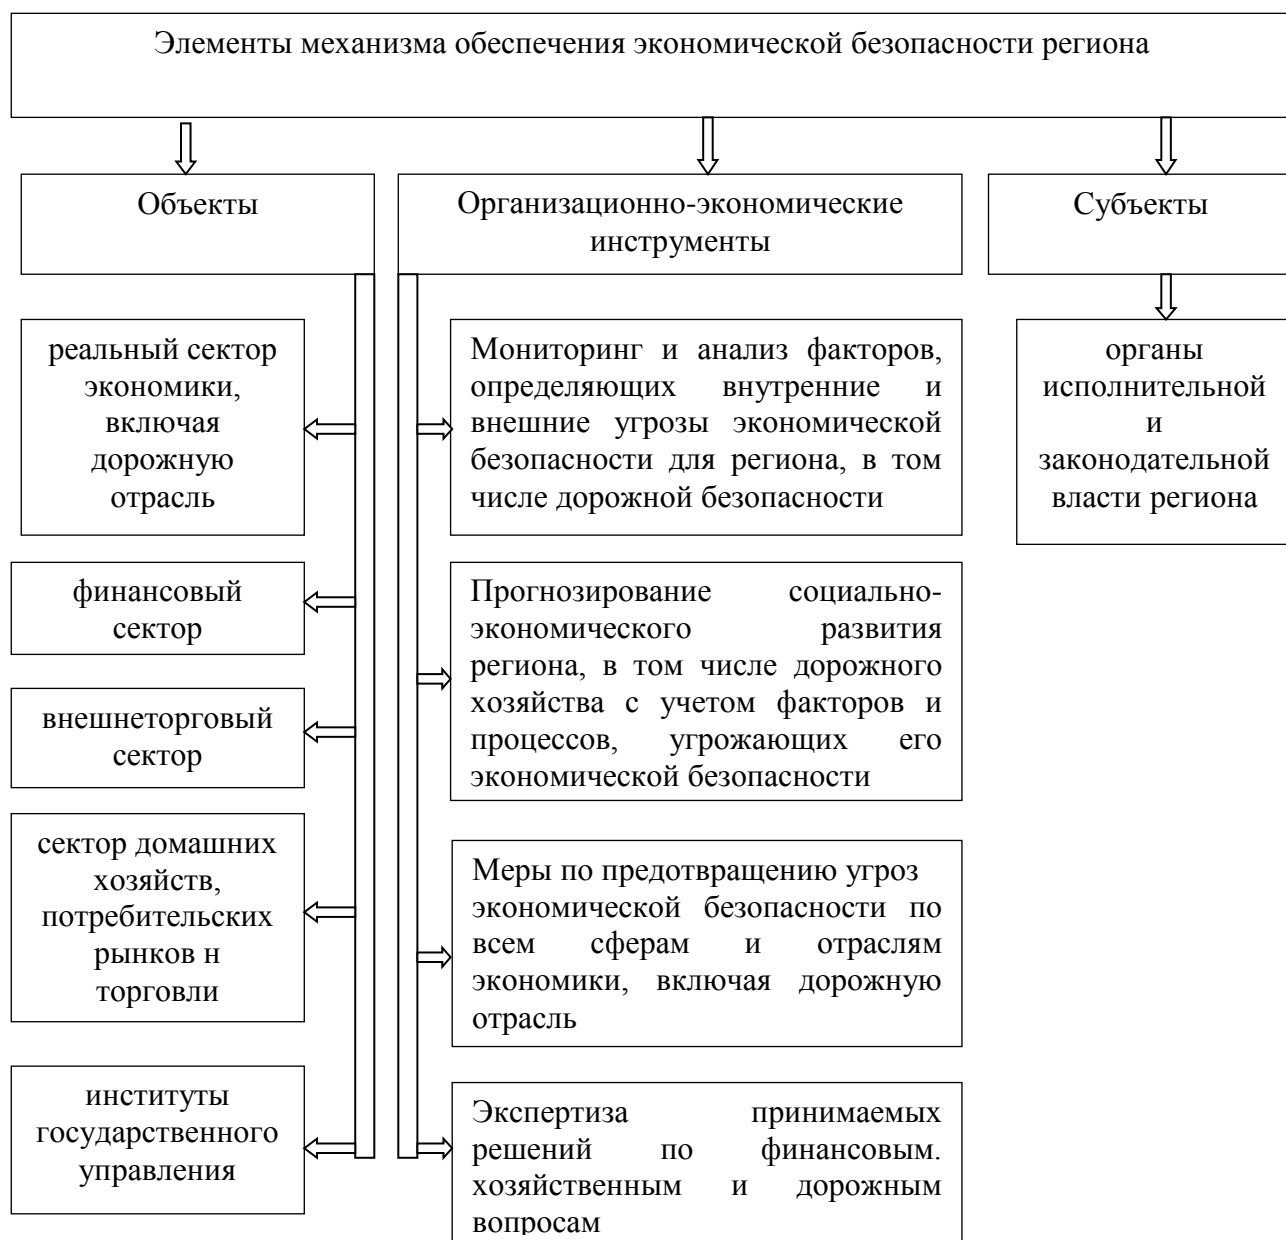 Элементы механизма обеспечения экономической безопасности региона
Объекты
Организационно-экономические
инструменты
Субъекты
реальный сектор
экономики,
включая
дорожную
отрасль
финансовый
сектор
внешнеторговый
сектор
сектор домашних
хозяйств,
потребительских
рынков н
торговли
институты
государственного
управления
Мониторинг и анализ факторов,
определяющих внутренние и
внешние угрозы экономической
безопасности для региона, в том
числе дорожной безопасности
Прогнозирование социально-
экономического развития
региона, в том числе дорожного
хозяйства с учетом факторов и
процессов, угрожающих его
экономической безопасности
Меры по предотвращению угроз
экономической безопасности по
всем сферам и отраслям
экономики, включая дорожную
отрасль
Экспертиза принимаемых
решений по финансовым.
хозяйственным и дорожным
вопросам
органы
исполнительной
и
законодательной
власти региона